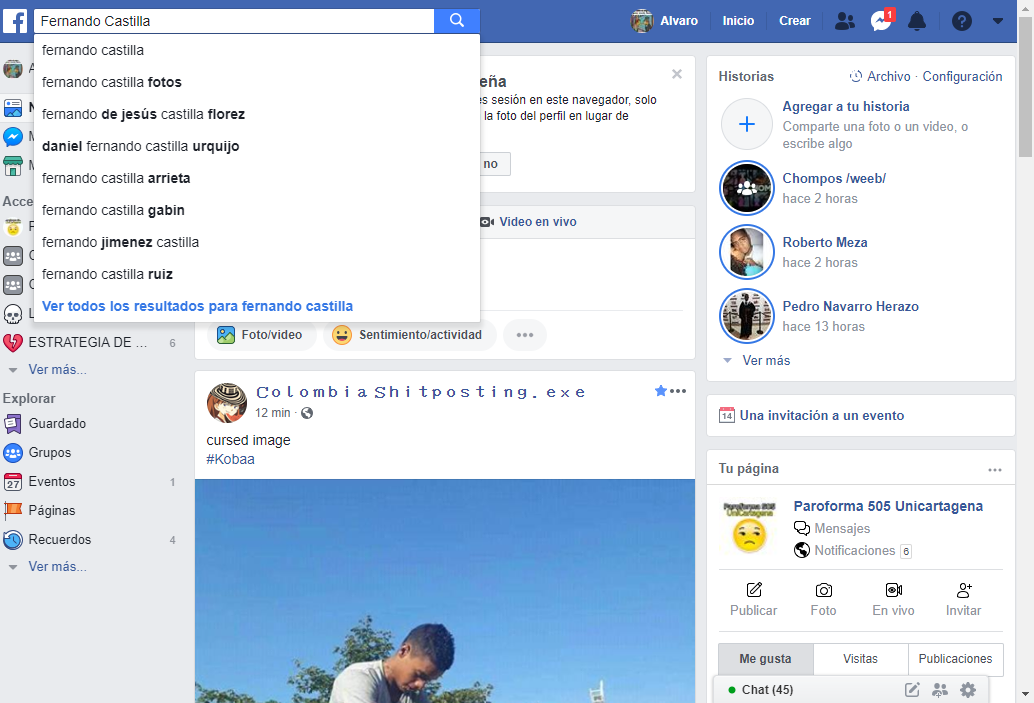 Fernando Castilla
Alvaro
Inicio
Crear
1
fernando castilla
fernando castilla fotos
fernando de jesús castilla florez
daniel fernando castilla urquijo
fernando castilla arrieta
fernando castilla gabin
fernando jimenez castilla
fernando castilla ruiz
Ver todos los resultados para fernando castilla
Acce
ESTRATEGIA DE ... 6
Ver más...
Explorar
Guardado
Grupos
27 Eventos 1
Páginas
Recuerdos 4
Ver más...
eña
sesión en este navegador, solo
la foto del perfil en lugar de
no
Video en vivo
Foto/video
Sentimiento/actividad
ColombiaShitposting.exe
12 min ·
cursed image
#Kobaa
Historias
Archivo · Configuración
Agregar a tu historia
Comparte una foto o un video, o
escribe algo
Chompos /weeb/
hace 2 horas
Roberto Meza
hace 2 horas
Pedro Navarro Herazo
hace 13 horas
Ver más
14 Una invitación a un evento
Tu página
Paroforma 505
UniCartagena
Paroforma 505 Unicartagena
Mensajes
Notificaciones 6
Publicar
Foto
En vivo
Invitar
Me gusta
Visitas
Publicaciones
Chat (45)